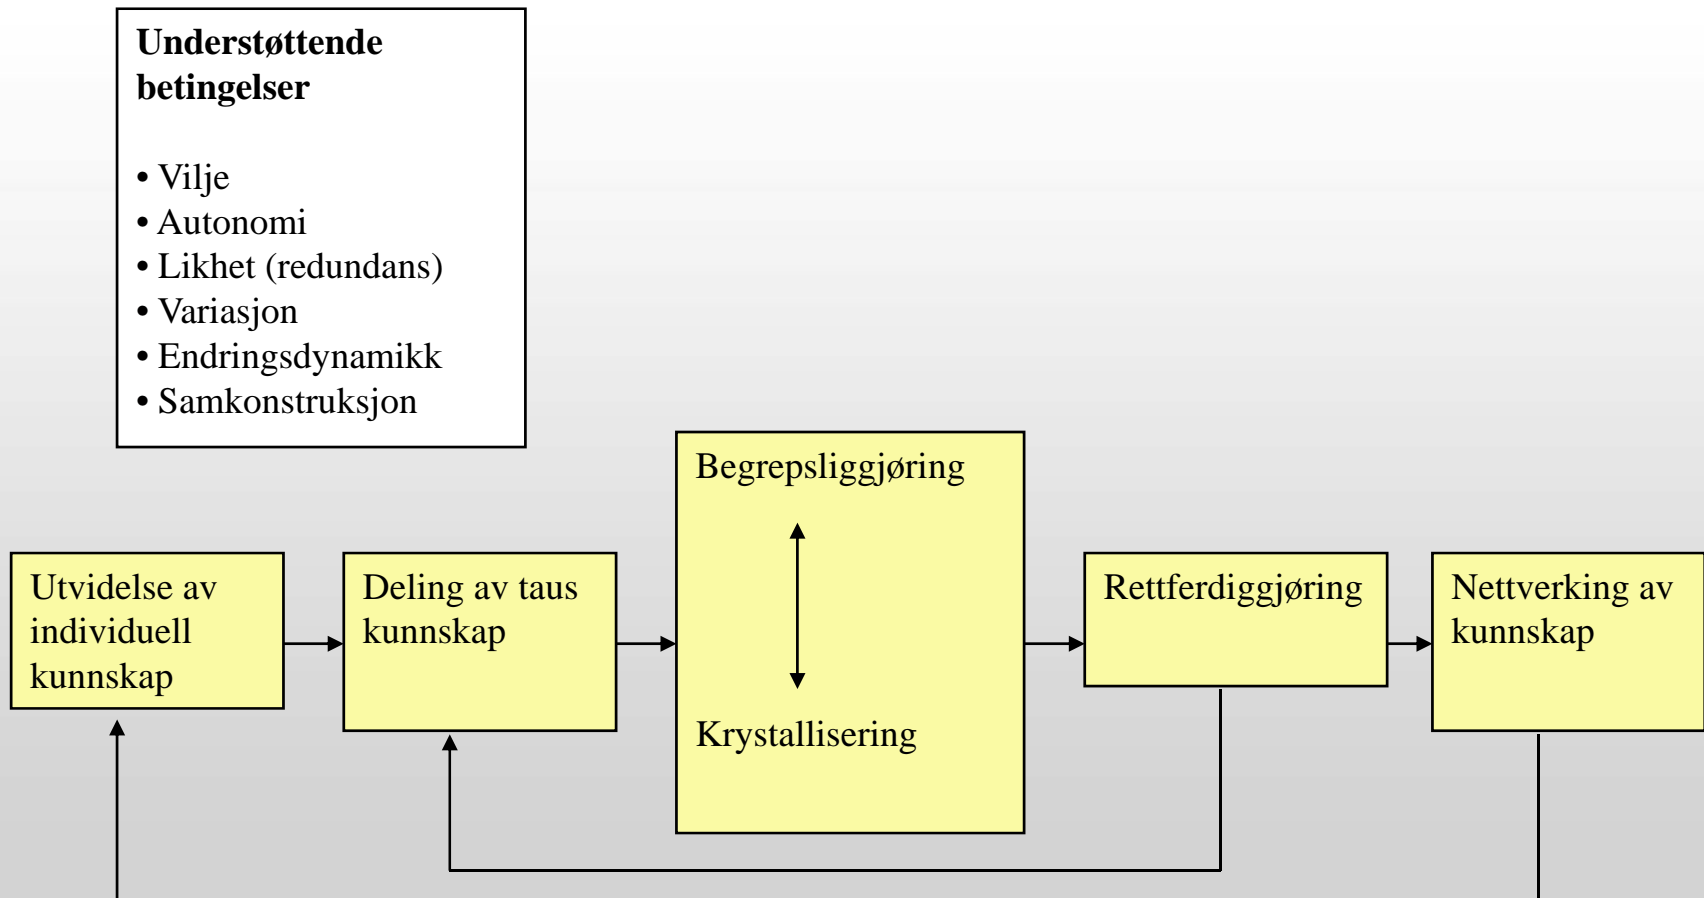 Understøttende
betingelser
• Vilje
• Autonomi
• Likhet (redundans)
• Variasjon
• Endringsdynamikk
• Samkonstruksjon
Utvidelse av
individuell
kunnskap
Deling av taus
kunnskap
Begrepsliggjøring
Krystallisering
Rettferdiggjøring
Nettverking av
kunnskap